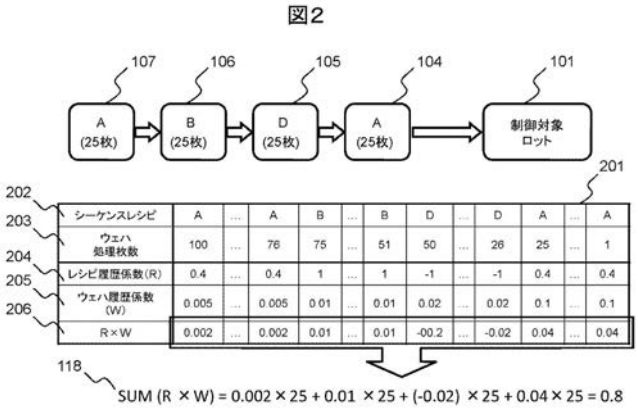 図2
107 106 105 104 101
A B D A 制御対象
(25枚) (25枚) (25枚) (25枚) ロット
201
202 シーケンスレシピ A ... A B ... B D ... D A ... A
203 ウェハ
処理枚数 100 ... 76 75 ... 51 50 ... 26 25 ... 1
204 レシピ履歴係数(R) 0.4 ... 0.4 1 ... 1 -1 ... -1 0.4 ... 0.4
205 ウェハ履歴係数
(W) 0.005 ... 0.005 0.01 ... 0.01 0.02 ... 0.02 0.1 ... 0.1
206 R×W 0.002 ... 0.002 0.01 ... 0.01 -00.2 ... -0.02 0.04 ... 0.04
118 SUM (R × W) = 0.002 × 25 + 0.01 × 25 + (-0.02) × 25 + 0.04 × 25 = 0.8